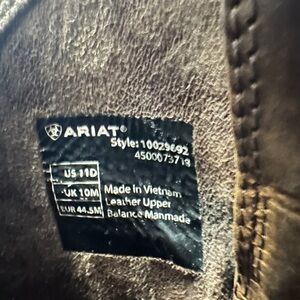 ARIAT®
Style: 10029692
4500073719
US 11D
UK 10M
EUR 44.5M
Made in Vietnam
Leather Upper
Balance Manmade